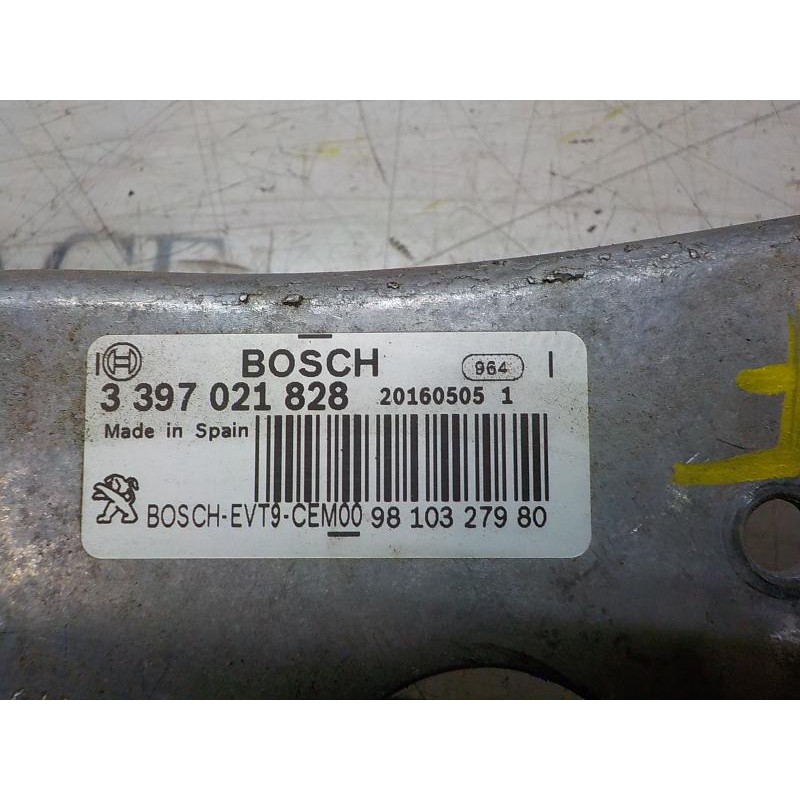 BOSCH 964
3 397 021 828 20160505 1
Made in Spain
BOSCH-EVT9-CEM00 98 103 279 80